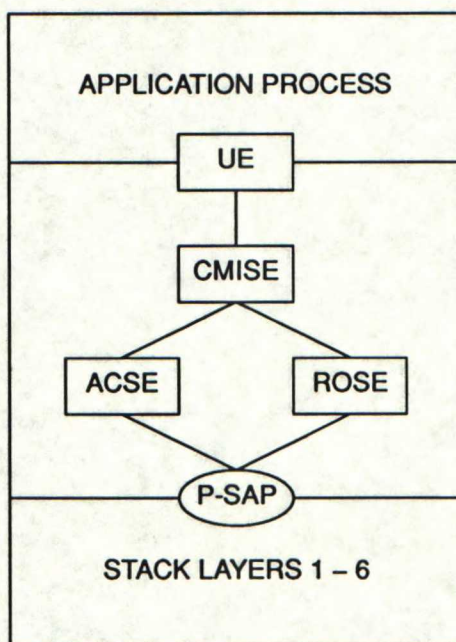 APPLICATION PROCESS
UE
CMISE
ACSE ROSE
P-SAP
STACK LAYERS 1 – 6